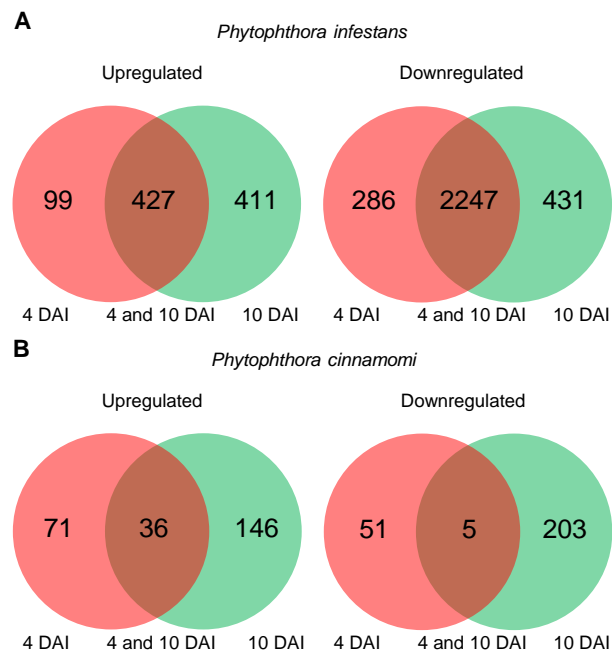 A
Phytophthora infestans
Upregulated Downregulated
99 427 411 286 2247 431
4 DAI 4 and 10 DAI 10 DAI 4 DAI 4 and 10 DAI 10 DAI
B
Phytophthora cinnamomi
Upregulated Downregulated
71 36 146 51 5 203
4 DAI 4 and 10 DAI 10 DAI 4 DAI 4 and 10 DAI 10 DAI